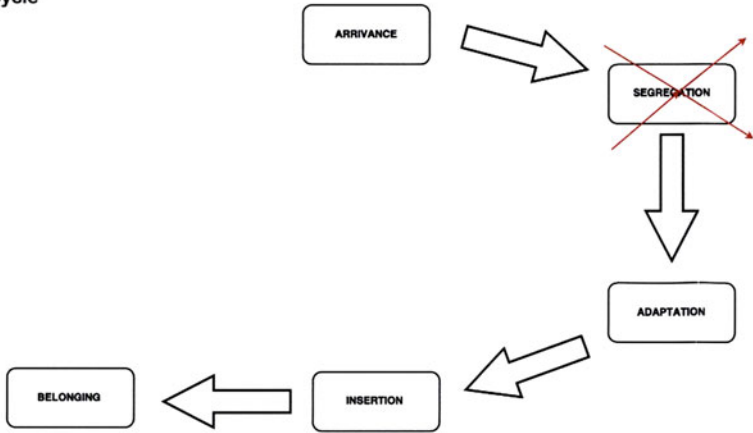 ARRIVANCE
SEGREGATION
ADAPTATION
INSERTION
BELONGING